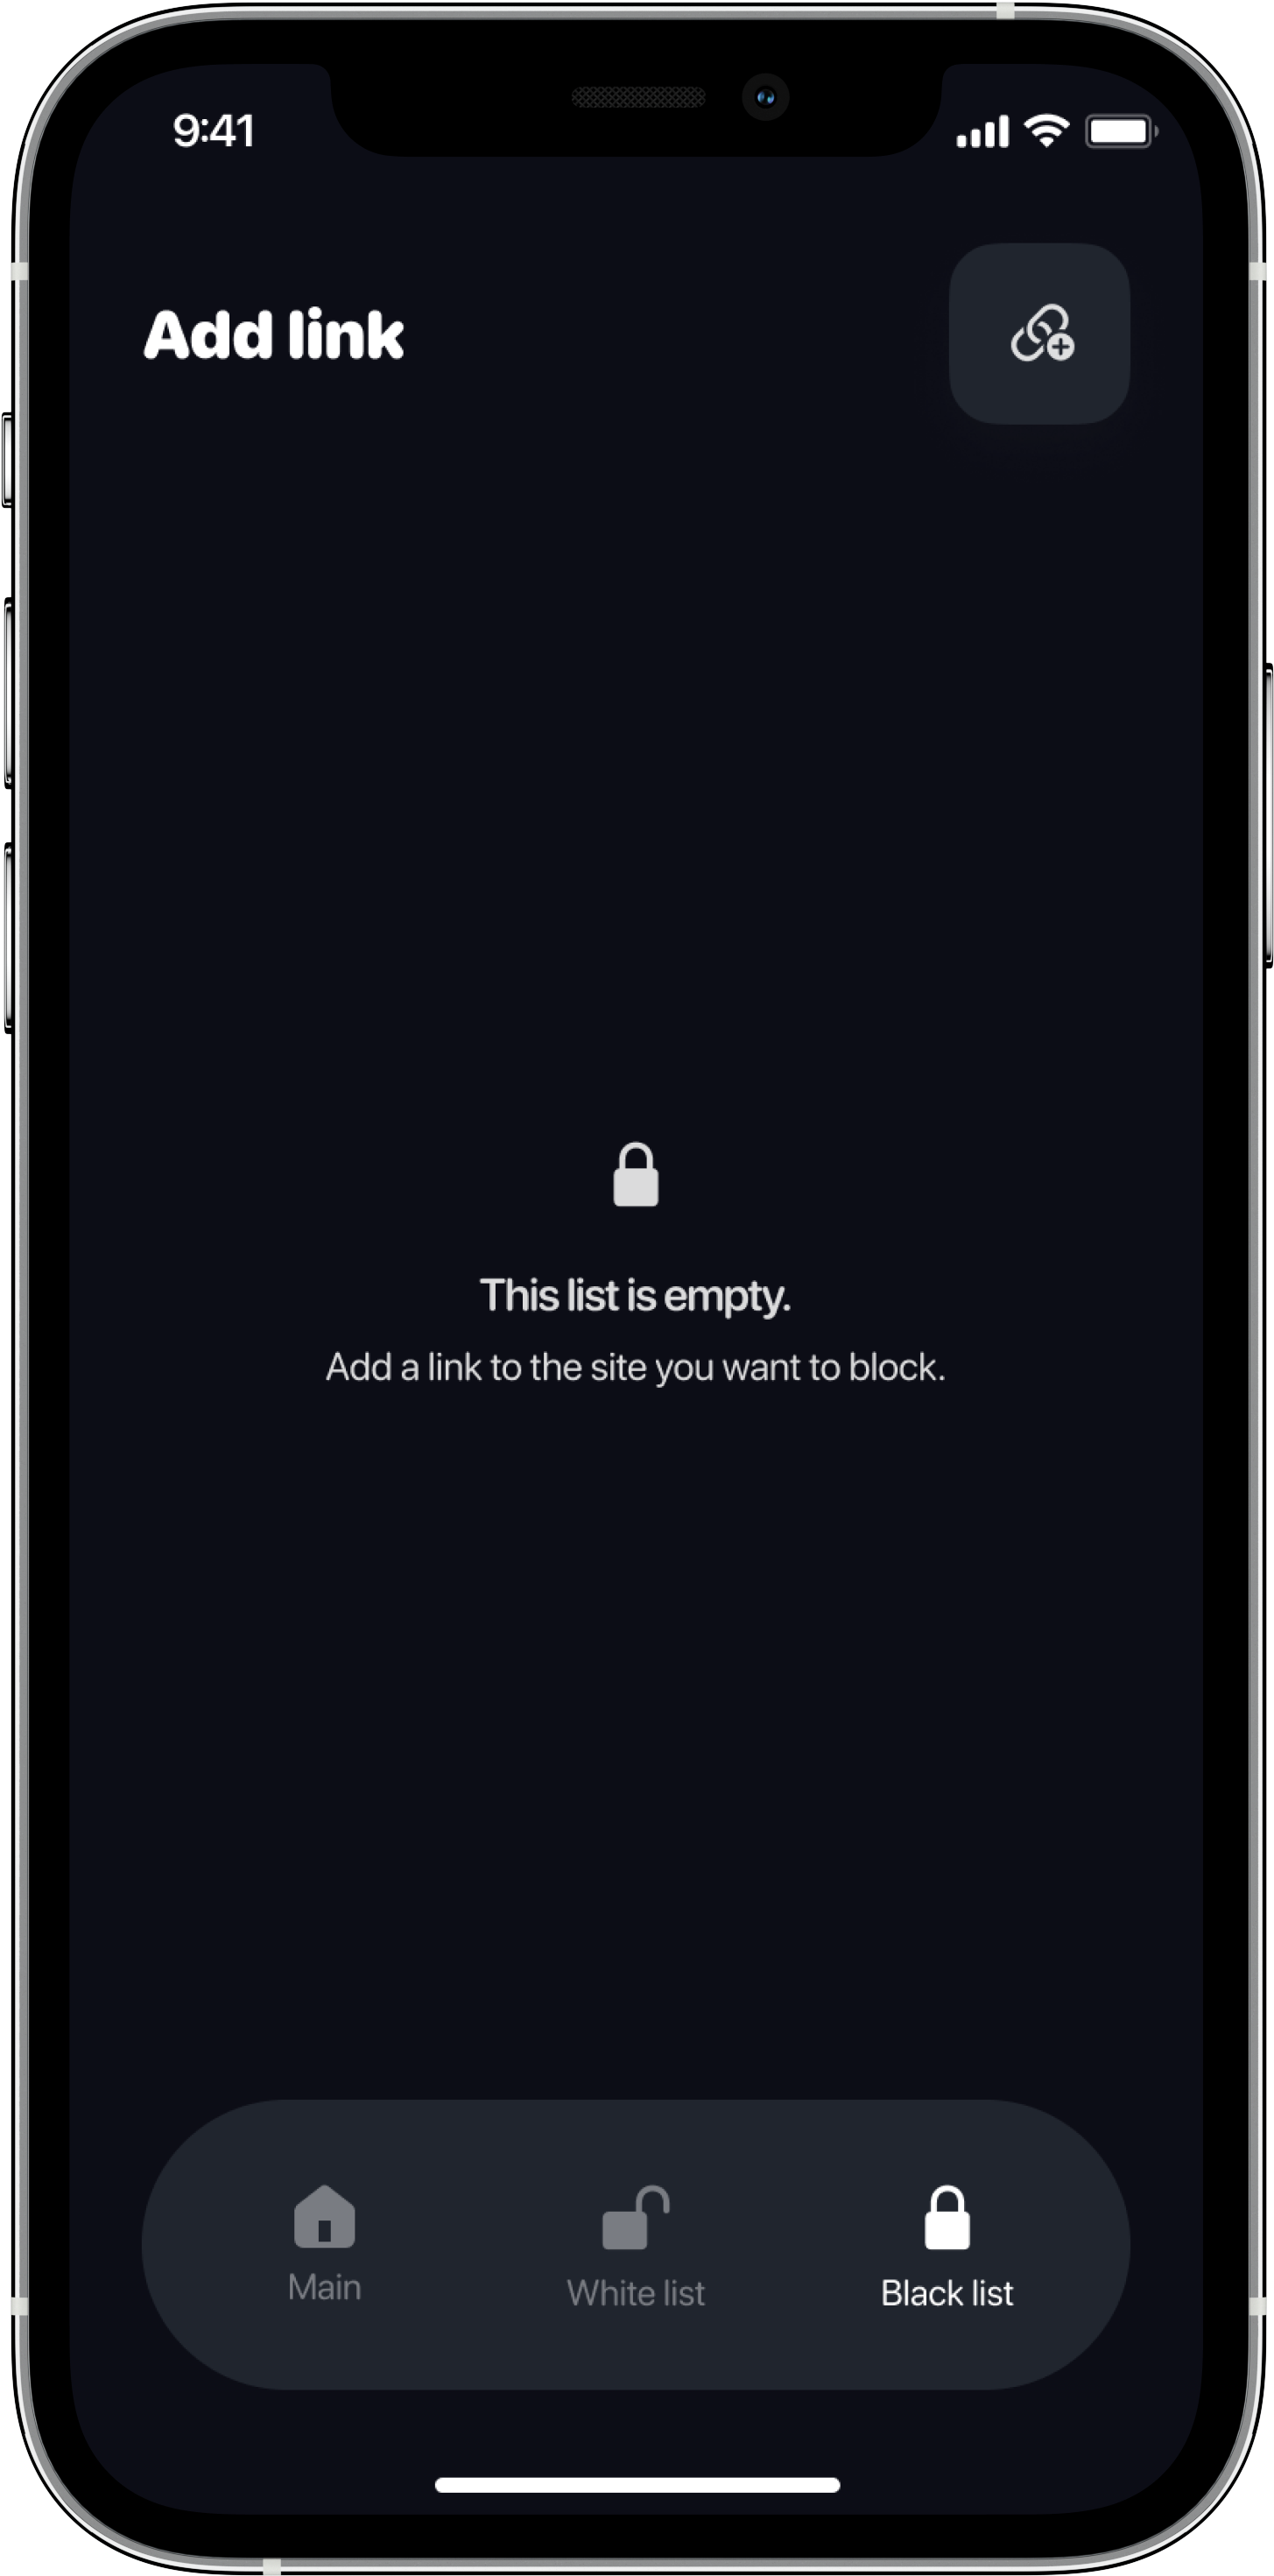 9:41
Add link
This list is empty.
Add a link to the site you want to block.
Main
White list
Black list